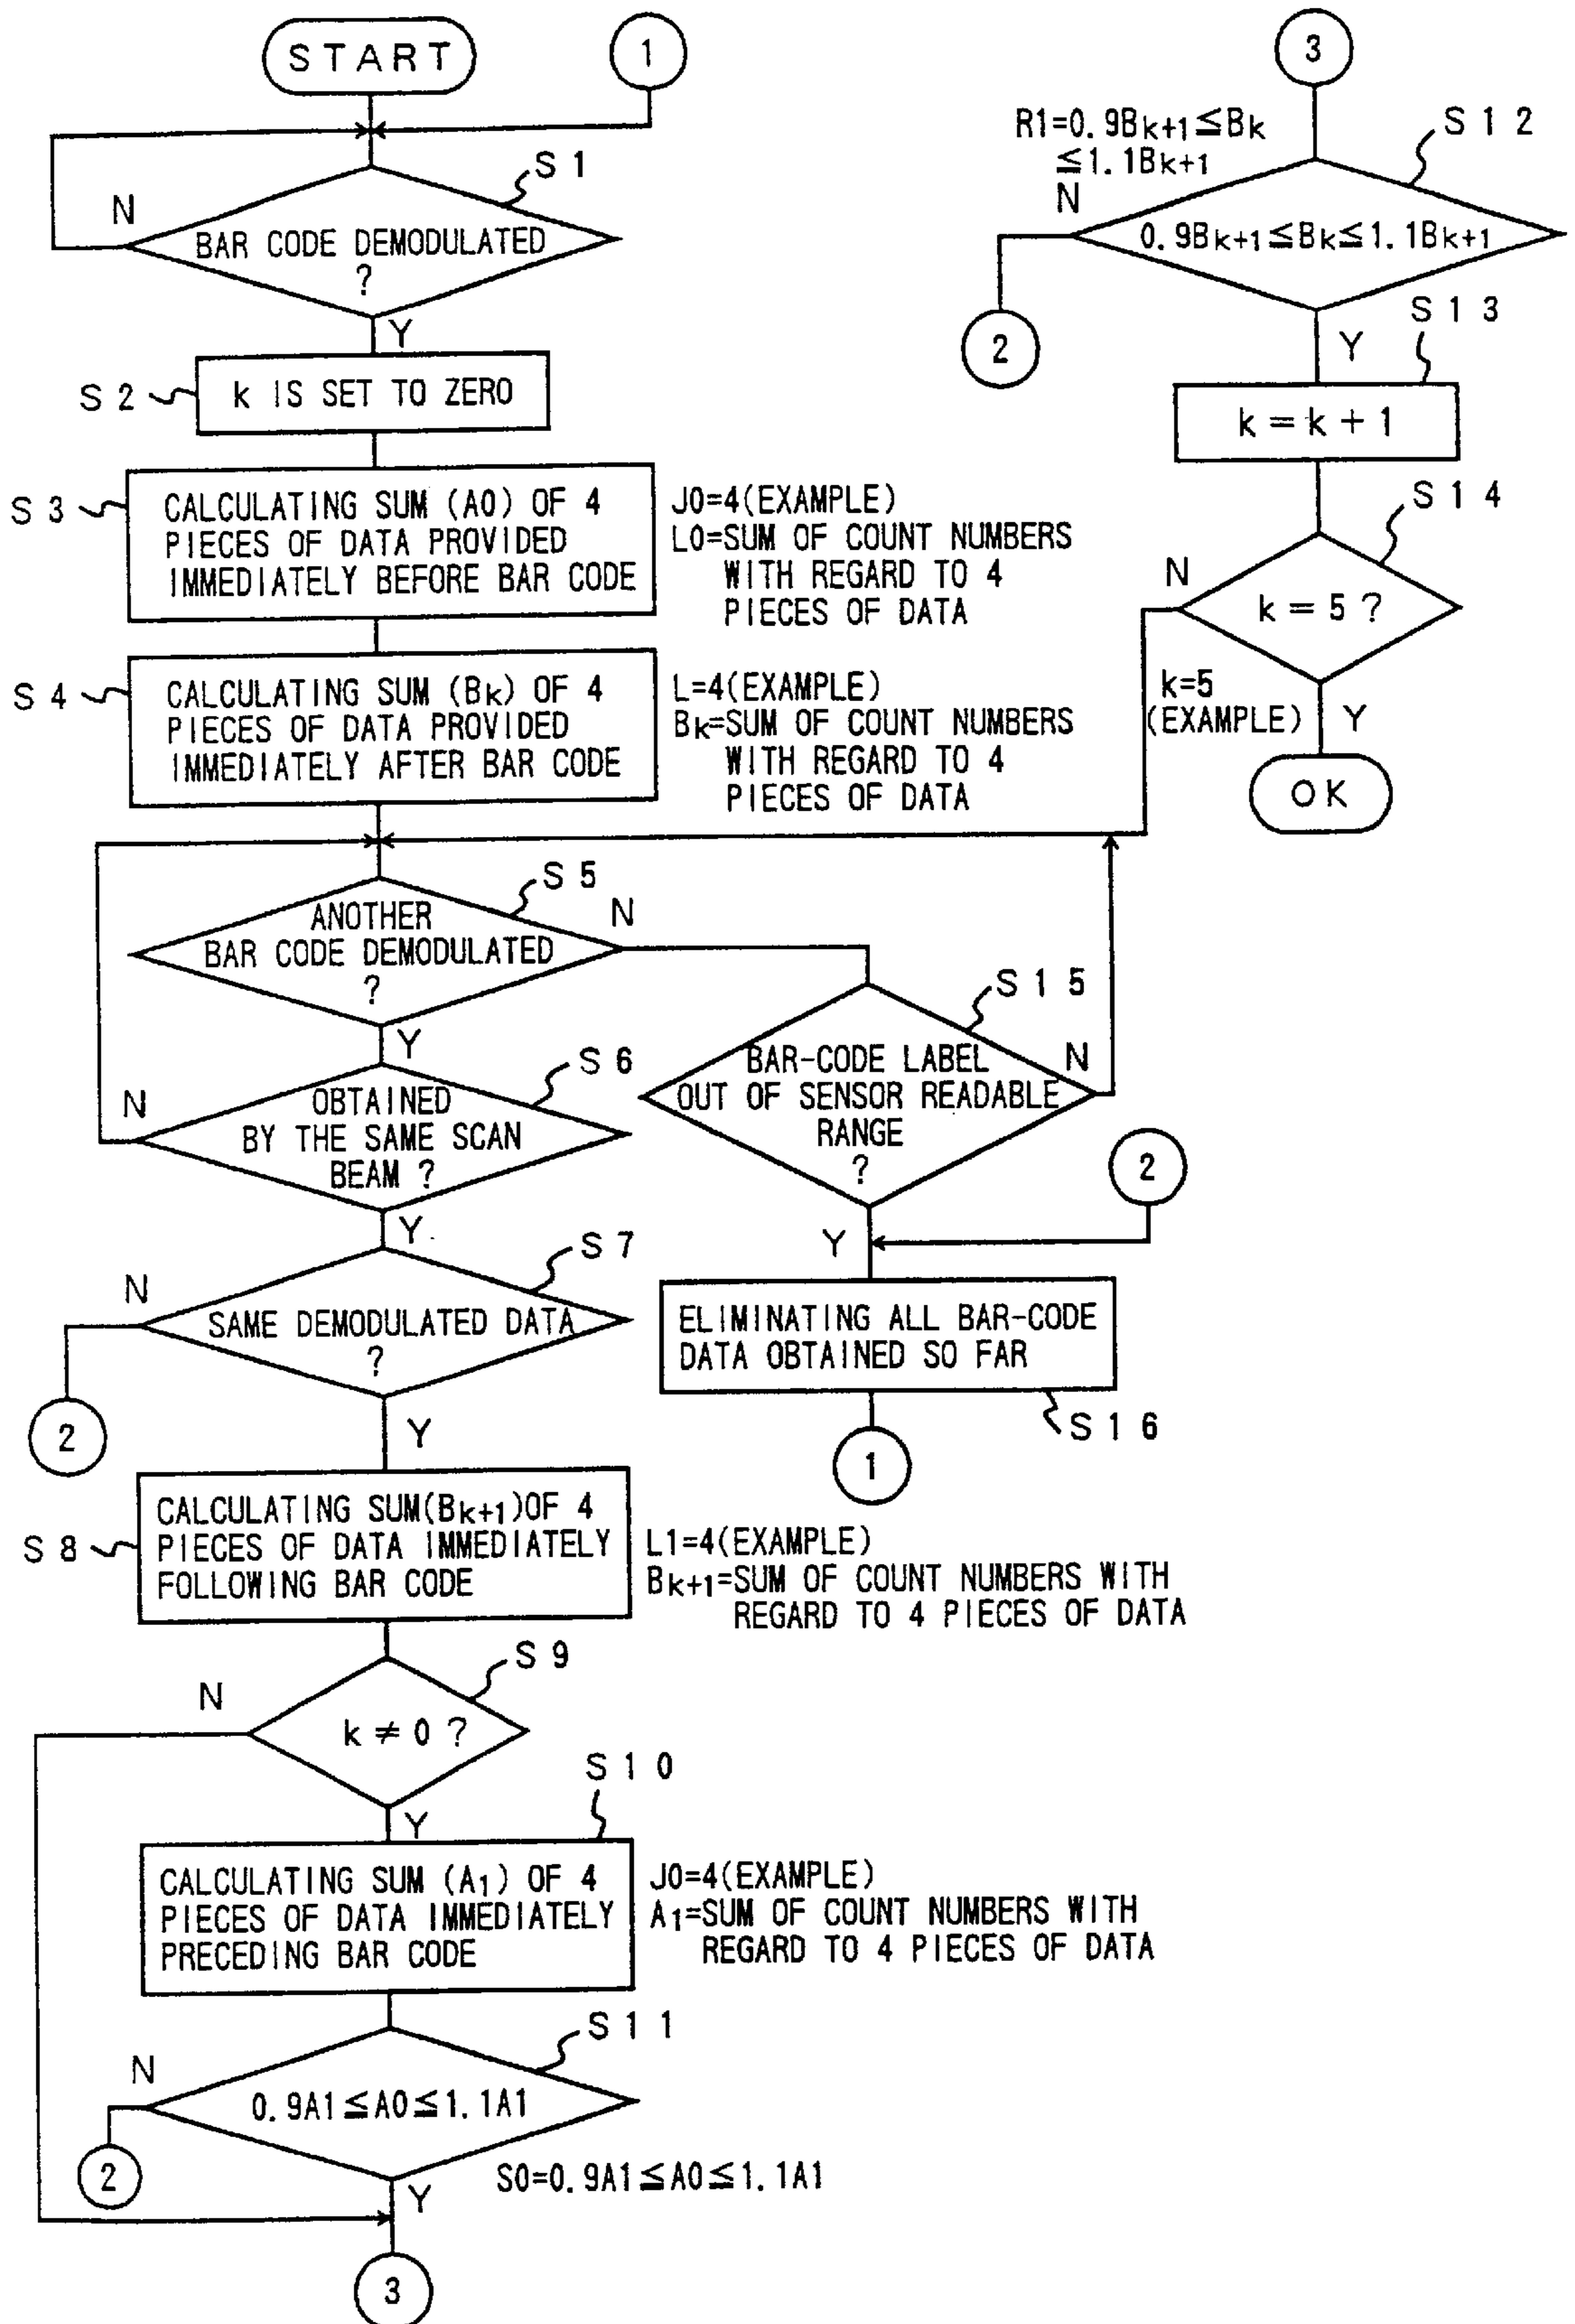 START
1
S1
N
BAR CODE DEMODULATED
?
Y
S2
k IS SET TO ZERO
S3
CALCULATING SUM (A0) OF 4
PIECES OF DATA PROVIDED
IMMEDIATELY BEFORE BAR CODE
J0=4(EXAMPLE)
L0=SUM OF COUNT NUMBERS
WITH REGARD TO 4
PIECES OF DATA
S4
CALCULATING SUM (Bk) OF 4
PIECES OF DATA PROVIDED
IMMEDIATELY AFTER BAR CODE
L=4(EXAMPLE)
Bk=SUM OF COUNT NUMBERS
WITH REGARD TO 4
PIECES OF DATA
S5
ANOTHER
BAR CODE DEMODULATED
?
N
Y
S6
OBTAINED
BY THE SAME SCAN
BEAM ?
N
Y
S7
SAME DEMODULATED DATA
?
N
2
Y
S8
CALCULATING SUM(Bk+1)OF 4
PIECES OF DATA IMMEDIATELY
FOLLOWING BAR CODE
L1=4(EXAMPLE)
Bk+1=SUM OF COUNT NUMBERS WITH
REGARD TO 4 PIECES OF DATA
S9
N
k ≠ 0 ?
Y
S10
CALCULATING SUM (A1) OF 4
PIECES OF DATA IMMEDIATELY
PRECEDING BAR CODE
J0=4(EXAMPLE)
A1=SUM OF COUNT NUMBERS WITH
REGARD TO 4 PIECES OF DATA
S11
N
0.9A1≦A0≦1.1A1
2
Y
S0=0.9A1≦A0≦1.1A1
3
3
R1=0.9Bk+1≦Bk
≦1.1Bk+1
S12
N
0.9Bk+1≦Bk≦1.1Bk+1
2
Y
S13
k = k + 1
S14
N
k = 5 ?
k=5
(EXAMPLE)
Y
OK
S15
BAR-CODE LABEL
OUT OF SENSOR READABLE
RANGE
?
N
2
Y
ELIMINATING ALL BAR-CODE
DATA OBTAINED SO FAR
S16
1